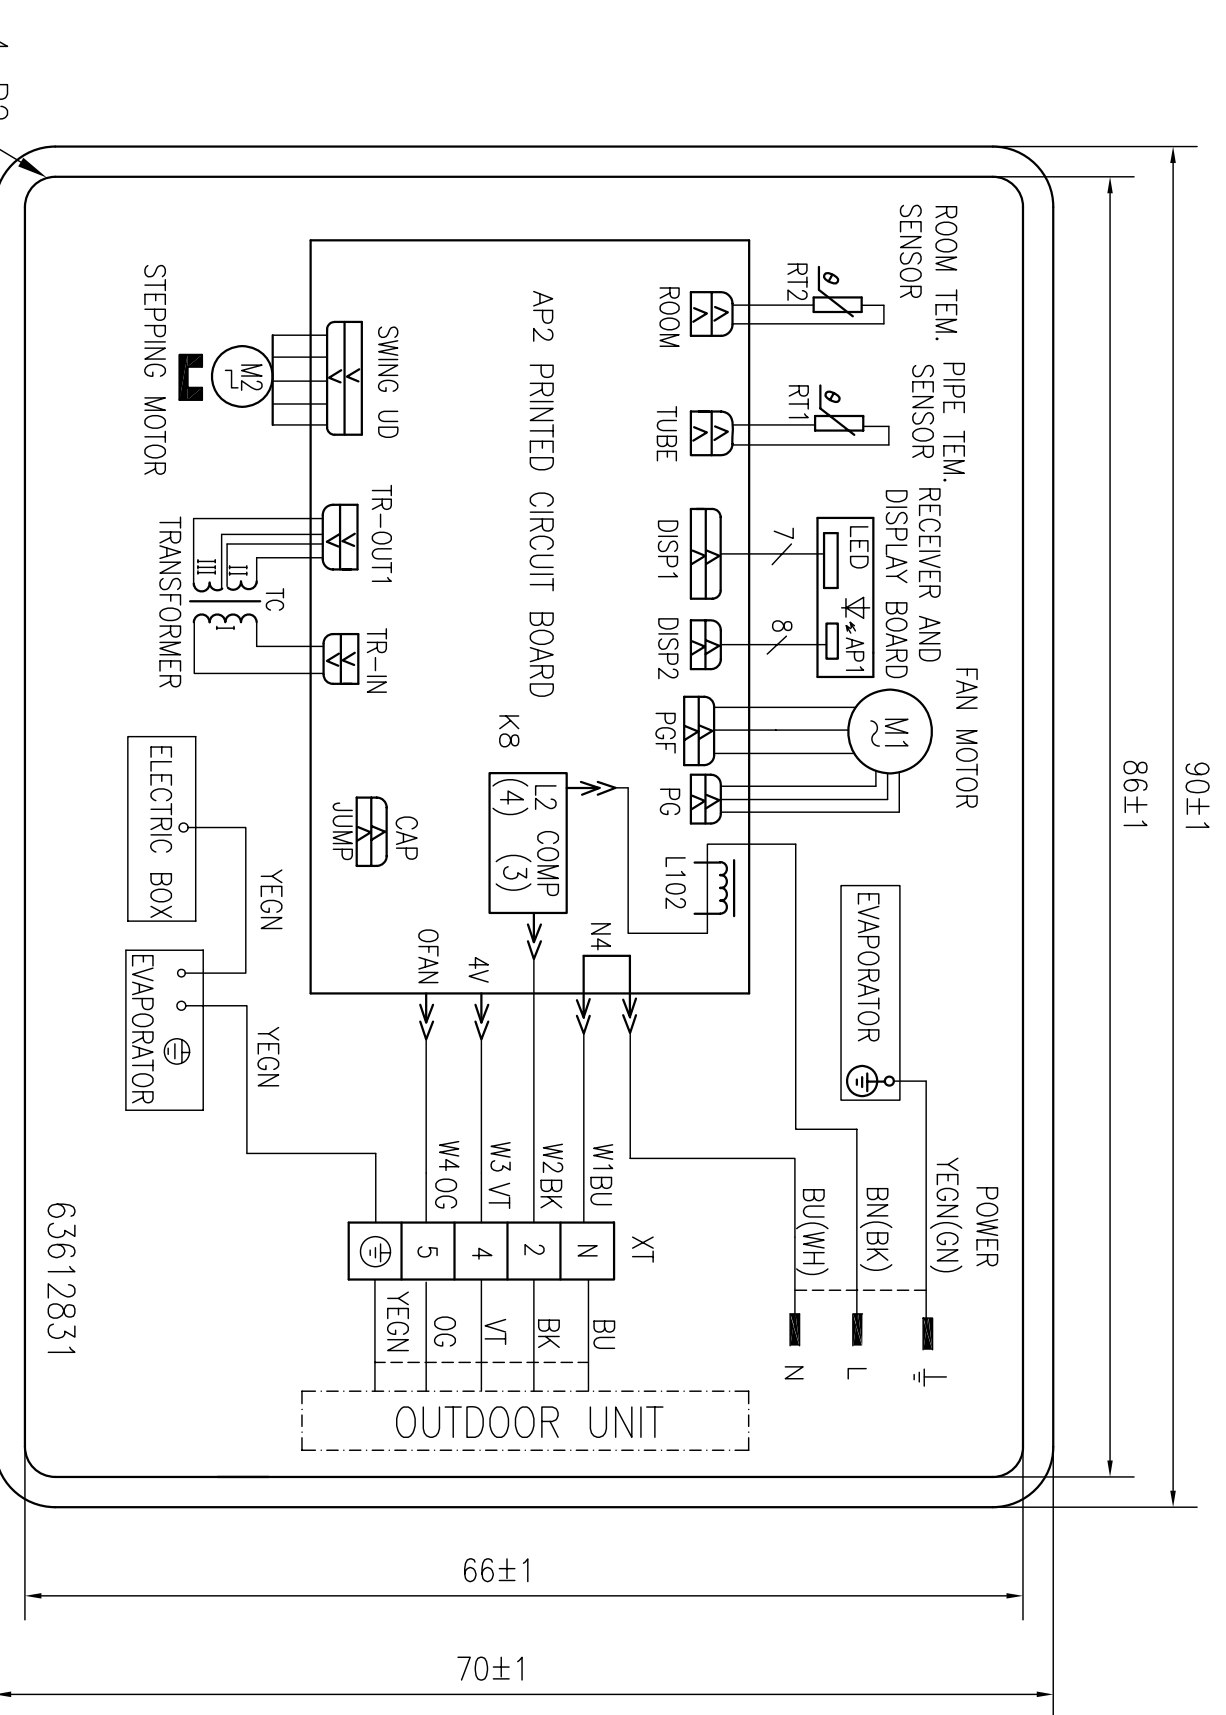 90±1
86±1
POWER
ROOM TEM.
SENSOR
PIPE TEM.
SENSOR
RECEIVER AND
DISPLAY BOARD
FAN MOTOR
EVAPORATOR
YEGN(GN)
BN(BK)
BU(WH)
L
N
θ
RT2
θ
RT1
LED
AP1
M1
7
8
ROOM
TUBE
DISP1
DISP2
PGF
PG
L102
AP2 PRINTED CIRCUIT BOARD
K8
L2 COMP
(4) (3)
N4
4V
OFAN
CAP
JUMP
SWING UD
TR-OUT1
TR-IN
XT
W1BU
N
BU
W2BK
2
BK
W3 VT
4
VT
W4OG
5
OG
YEGN
OUTDOOR UNIT
M2
STEPPING MOTOR
II
III
TC
I
TRANSFORMER
YEGN
YEGN
ELECTRIC BOX
EVAPORATOR
63612831
66±1
70±1